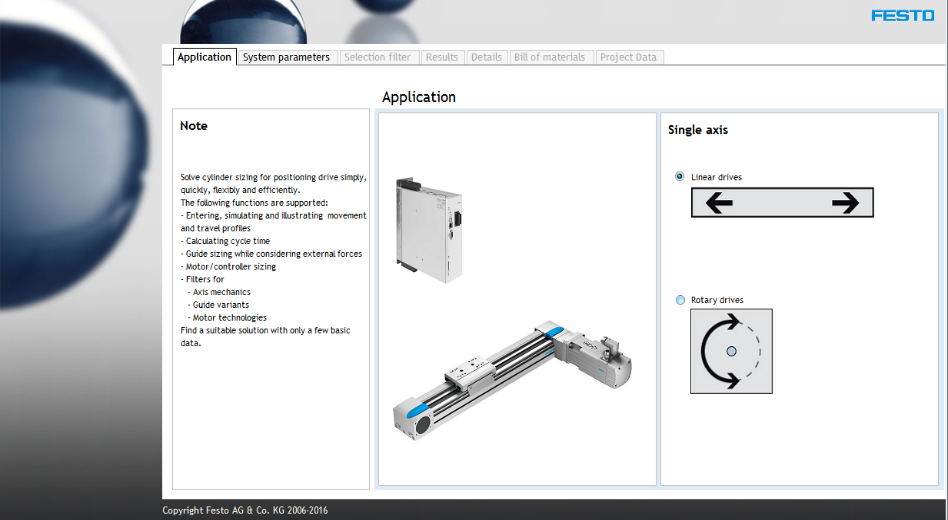 FESTO
Application
System parameters
Selection filter
Results
Details
Bill of materials
Project Data
Application
Note
Solve cylinder sizing for positioning drive simply,
quickly, flexibly and efficiently.
The following functions are supported:
- Entering, simulating and illustrating movement
and travel profiles
- Calculating cycle time
- Guide sizing while considering external forces
- Motor/controller sizing
- Filters for
- Axis mechanics
- Guide variants
- Motor technologies
Find a suitable solution with only a few basic
data.
Single axis
Linear drives
Rotary drives
Copyright Festo AG & Co. KG 2006-2016